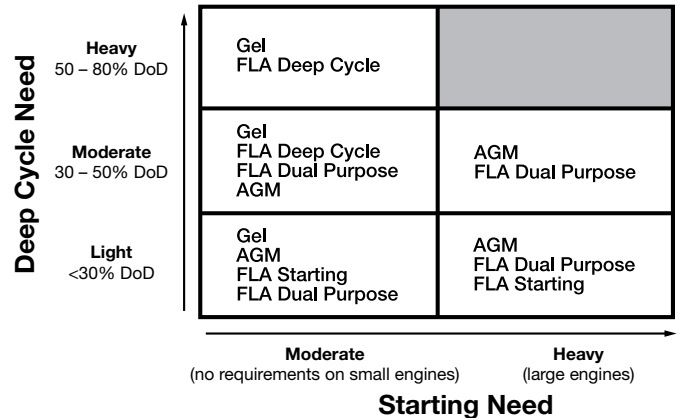 Deep Cycle Need
Heavy
50 – 80% DoD
Gel
FLA Deep Cycle
Moderate
30 – 50% DoD
Gel
FLA Deep Cycle
FLA Dual Purpose
AGM
AGM
FLA Dual Purpose
Light
<30% DoD
Gel
AGM
FLA Starting
FLA Dual Purpose
AGM
FLA Dual Purpose
FLA Starting
Moderate
(no requirements on small engines)
Heavy
(large engines)
Starting Need